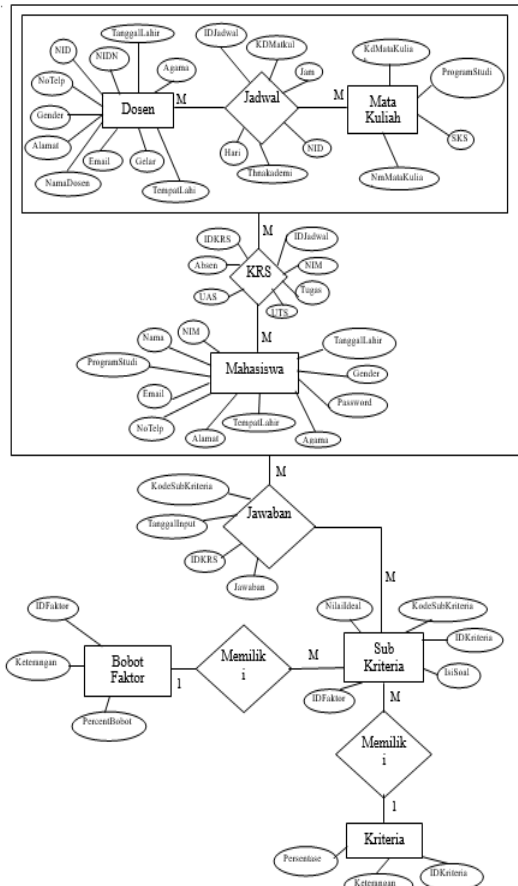 TanggalLahir
IDJadwal
KDMatkul
KdMataKulia
NID
NIDN
Agama
Jam
ProgramStudi
NoTelp
Dosen
M
Jadwal
M
Mata
Kuliah
Gender
Alamat
Email
Gelar
Hari
NID
SKS
NamaDosen
TempatLahi
Thnakademi
NmMataKulia
M
IDKRS
IDJadwal
Absen
KRS
NIM
Tugas
UAS
UTS
M
Nama
NIM
TanggalLahir
ProgramStudi
Mahasiswa
Gender
Email
Password
NoTelp
TempatLahir
Alamat
Agama
M
KodeSubKriteria
TanggalInput
Jawaban
IDKRS
Jawaban
M
IDFaktor
NilaiIdeal
KodeSubKriteria
Keterangan
Bobot
Faktor
1
Memilik
i
M
Sub
Kriteria
IDKriteria
IsiSoal
IDFaktor
PercentBobot
M
Memilik
i
1
Kriteria
Persentase
Keterangan
IDKriteria